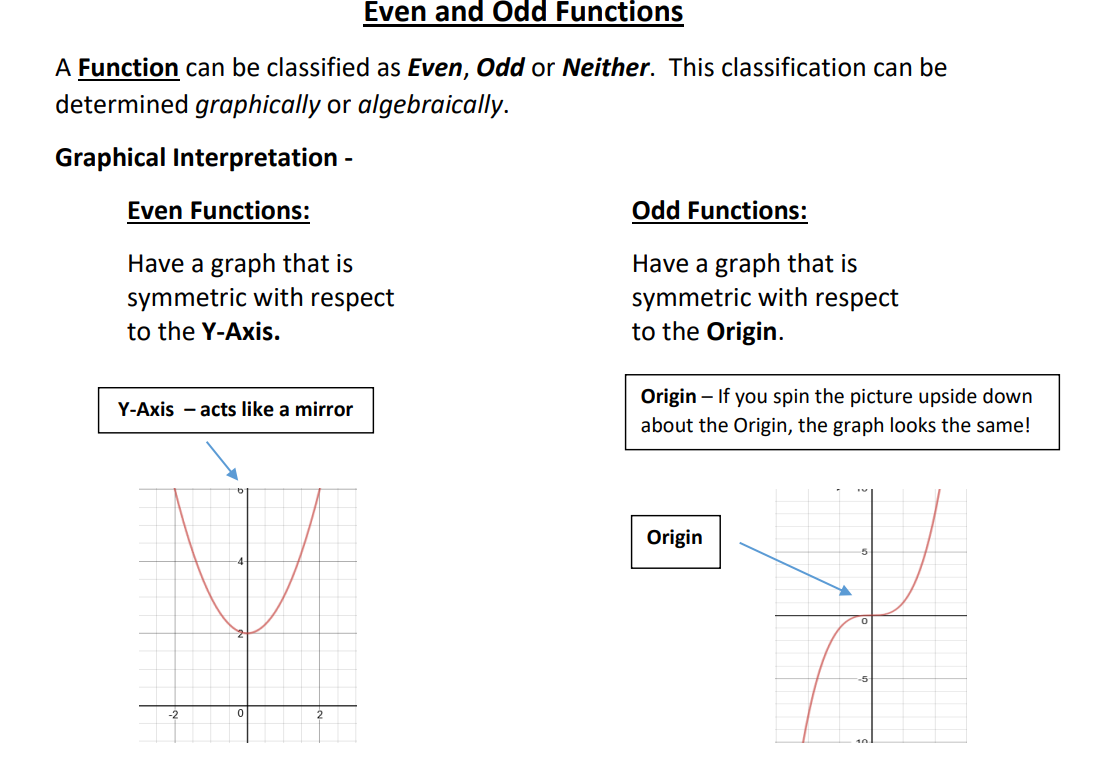 Even and Odd Functions
A Function can be classified as Even, Odd or Neither. This classification can be
determined graphically or algebraically.
Graphical Interpretation -
Even Functions:
Have a graph that is
symmetric with respect
to the Y-Axis.
Y-Axis – acts like a mirror
6
4
2
-2
0
2
Odd Functions:
Have a graph that is
symmetric with respect
to the Origin.
Origin – If you spin the picture upside down
about the Origin, the graph looks the same!
Origin
5
0
-5